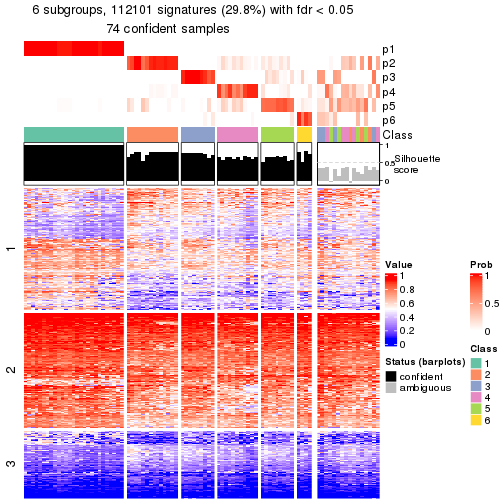 6 subgroups, 112101 signatures (29.8%) with fdr < 0.05
74 confident samples
p1
p2
p3
p4
p5
p6
Class
1
0.5
0
Silhouette
score
1
2
3
Value
1
0.8
0.6
0.4
0.2
0
Prob
1
0.5
0
Status (barplots)
confident
ambiguous
Class
1
2
3
4
5
6